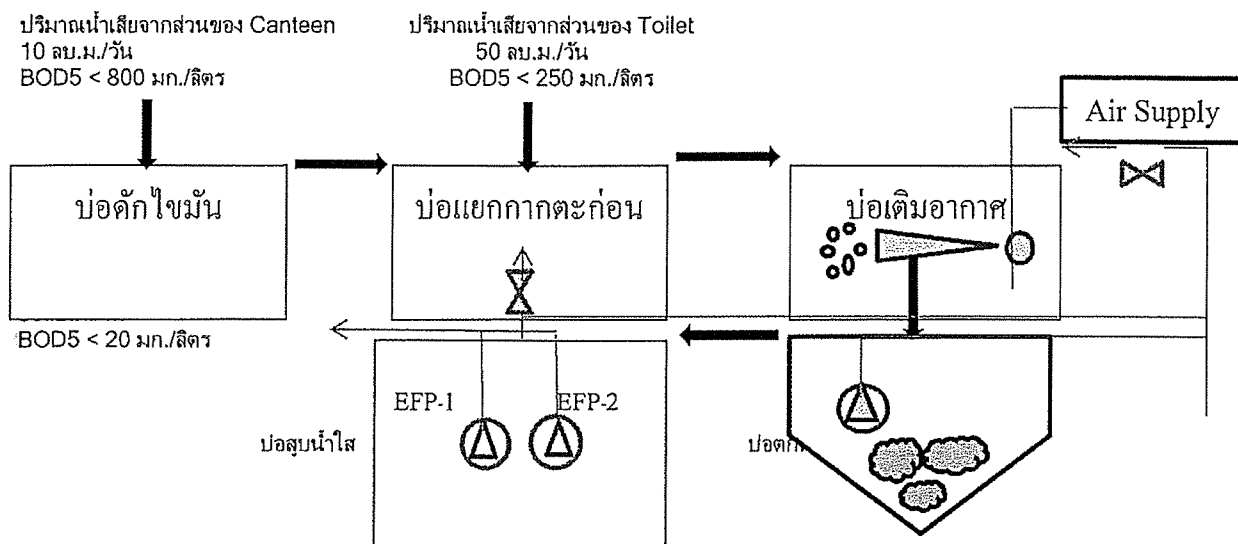 ปริมาณน้ำเสียจากส่วนของ Canteen
10 ลบ.ม./วัน
BOD5 < 800 มก./ลิตร
ปริมาณน้ำเสียจากส่วนของ Toilet
50 ลบ.ม./วัน
BOD5 < 250 มก./ลิตร
Air Supply
บ่อดักไขมัน
บ่อแยกกากตะก่อน
บ่อเติมอากาศ
BOD5 < 20 มก./ลิตร
EFP-1
EFP-2
บ่อสูบน้ำใส